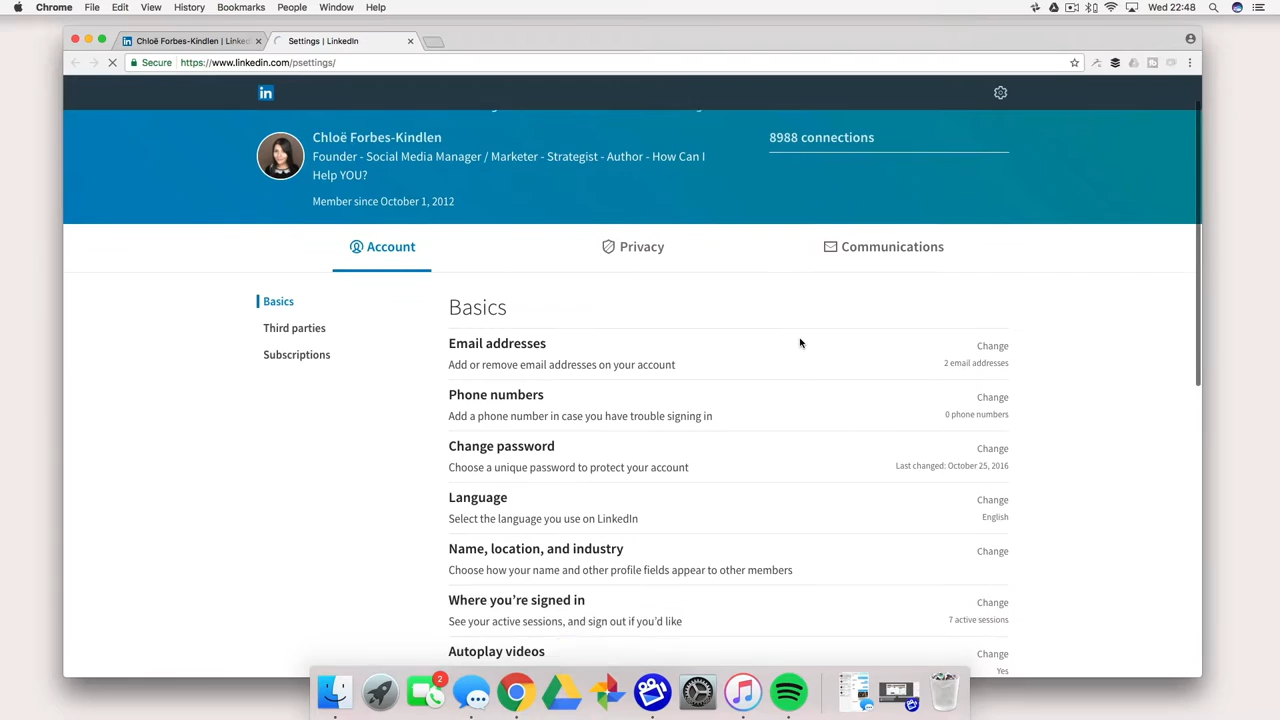 Chrome File Edit View History Bookmarks People Window Help Wed 22:48
Chloë Forbes-Kindlen | Linked
Settings | LinkedIn
Secure https://www.linkedin.com/psettings/
in
Chloë Forbes-Kindlen
8988 connections
Founder - Social Media Manager / Marketer - Strategist - Author - How Can I
Help YOU?
Member since October 1, 2012
Account
Privacy
Communications
Basics
Third parties
Subscriptions
Basics
Email addresses
Change
Add or remove email addresses on your account
2 email addresses
Phone numbers
Change
Add a phone number in case you have trouble signing in
0 phone numbers
Change password
Change
Choose a unique password to protect your account
Last changed: October 25, 2016
Language
Change
Select the language you use on LinkedIn
English
Name, location, and industry
Change
Choose how your name and other profile fields appear to other members
Where you’re signed in
Change
See your active sessions, and sign out if you’d like
7 active sessions
Autoplay videos
Change
Yes
2